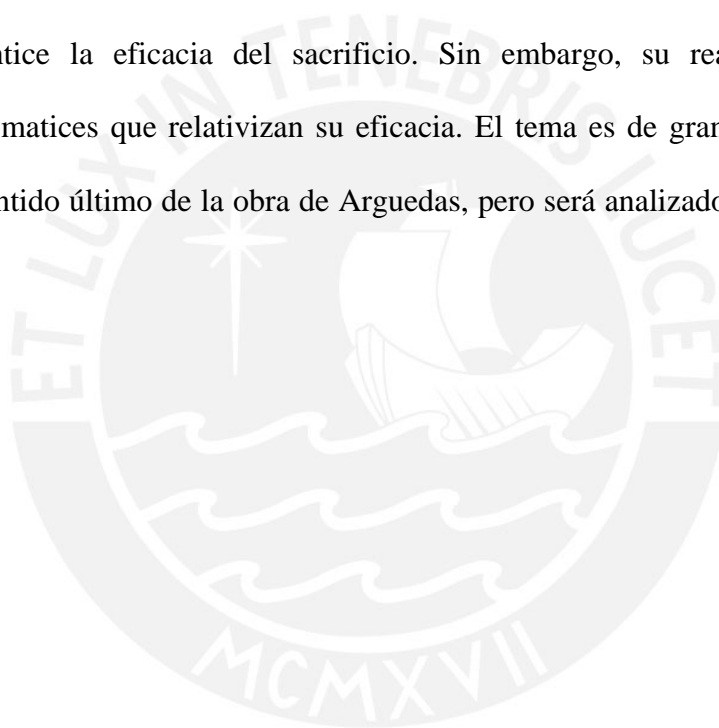 ntice la eficacia del sacrificio. Sin embargo, su rea
matices que relativizan su eficacia. El tema es de gran
ntido último de la obra de Arguedas, pero será analizado
ET LUX IN TENEBRIS LUCET
MCMXVII